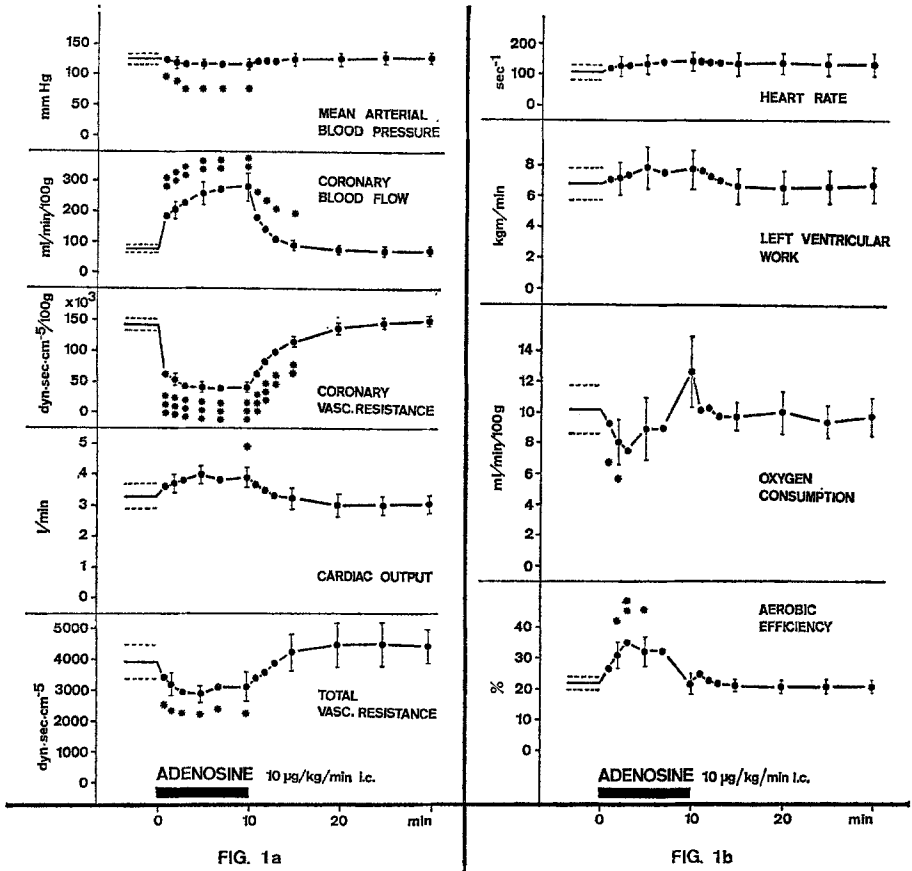 150
100
50
0
mm Hg
MEAN ARTERIAL
BLOOD PRESSURE
300
200
100
0
ml/min/100g
CORONARY
BLOOD FLOW
x10³
150
100
50
0
dyn·sec·cm⁻⁵/100g
CORONARY
VASC. RESISTANCE
5
4
3
2
1
0
l/min
CARDIAC OUTPUT
5000
4000
3000
2000
1000
0
dyn·sec·cm⁻⁵
TOTAL
VASC. RESISTANCE
ADENOSINE 10 µg/kg/min i.c.
0 10 20 min
FIG. 1a
200
100
0
sec⁻¹
HEART RATE
8
6
4
2
0
kgm/min
LEFT VENTRICULAR
WORK
14
12
10
8
6
4
2
0
ml/min/100g
OXYGEN
CONSUMPTION
40
30
20
10
0
%
AEROBIC
EFFICIENCY
ADENOSINE 10 µg/kg/min i.c.
0 10 20 min
FIG. 1b